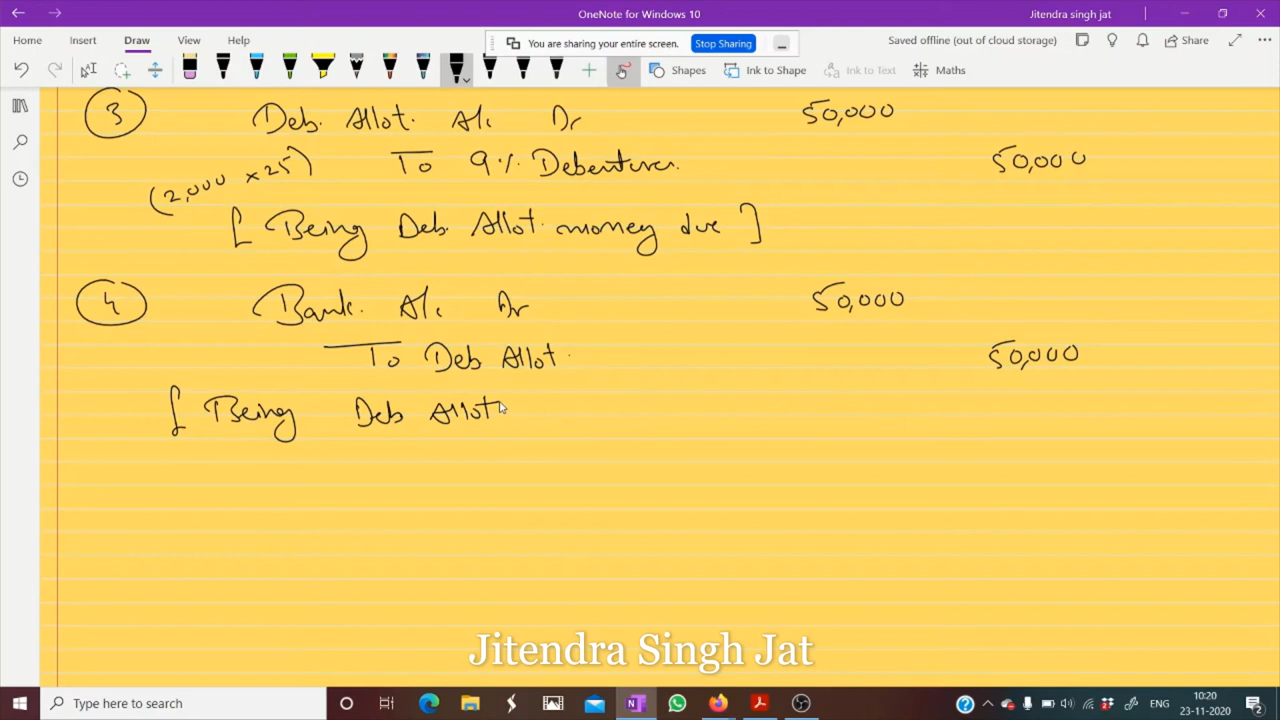 OneNote for Windows 10
Jitendra singh jat
Home Insert Draw View Help
You are sharing your entire screen. Stop Sharing
Saved offline (out of cloud storage)
Share
Shapes Ink to Shape Ink to Text Maths
3 Deb. Allot. A/c Dr 50,000
(2,000 x 25) To 9% Debentures. 50,000
[ Being Deb. Allot. money due ]
4 Bank. A/c Dr 50,000
To Deb Allot. 50,000
[ Being Deb Allot
Jitendra Singh Jat
Type here to search
ENG
10:20
23-11-2020
2